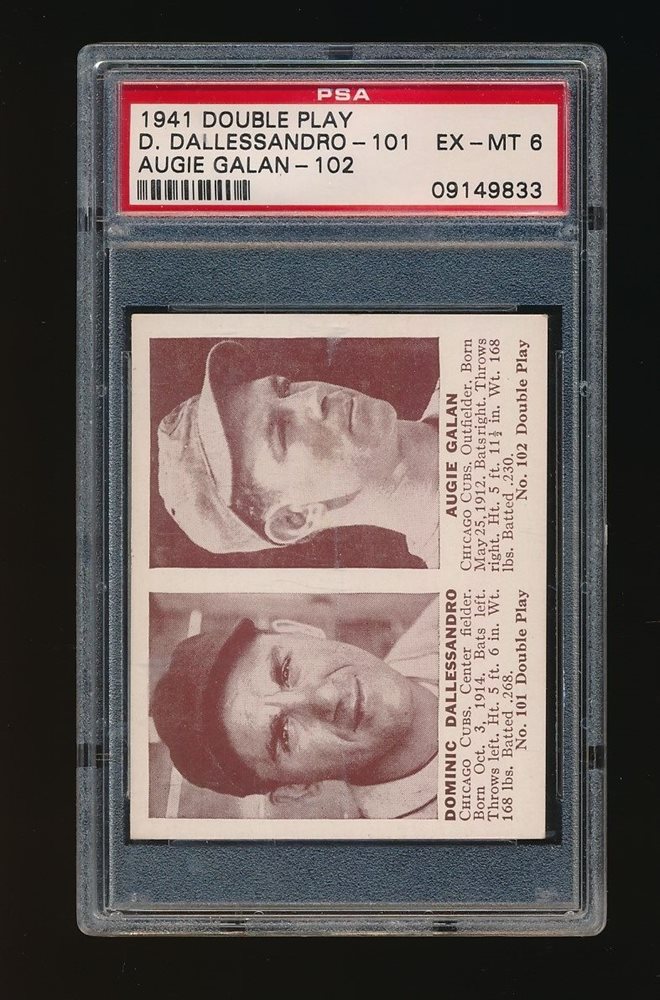 PSA
1941 DOUBLE PLAY
D. DALLESSANDRO - 101 EX - MT 6
AUGIE GALAN - 102
09149833
DOMINIC DALLESSANDRO
CHICAGO CUBS. Center fielder.
Born Oct. 3, 1914. Bats left.
Throws left. Ht. 5 ft. 6 in. Wt.
168 lbs. Batted .268.
No. 101 Double Play
AUGIE GALAN
CHICAGO CUBS. Outfielder. Born
May 25, 1912. Bats right. Throws
right. Ht. 5 ft. 11½ in. Wt. 168
lbs. Batted .230.
No. 102 Double Play